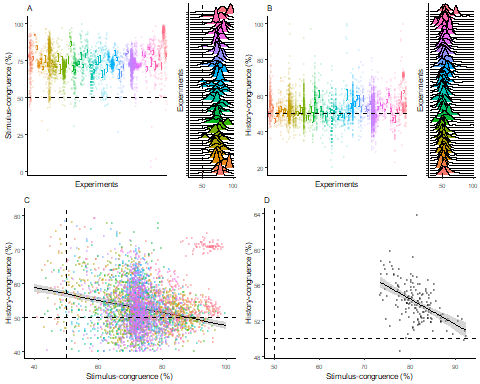 A
Stimulus-congruence (%)
100
75
50
25
0
Experiments
Experiments
50
100
B
History-congruence (%)
100
80
60
40
20
Experiments
Experiments
50
100
C
History-congruence (%)
80
70
60
50
40
40
60
80
100
Stimulus-congruence (%)
D
History-congruence (%)
64
60
56
52
48
50
60
70
80
90
Stimulus-congruence (%)